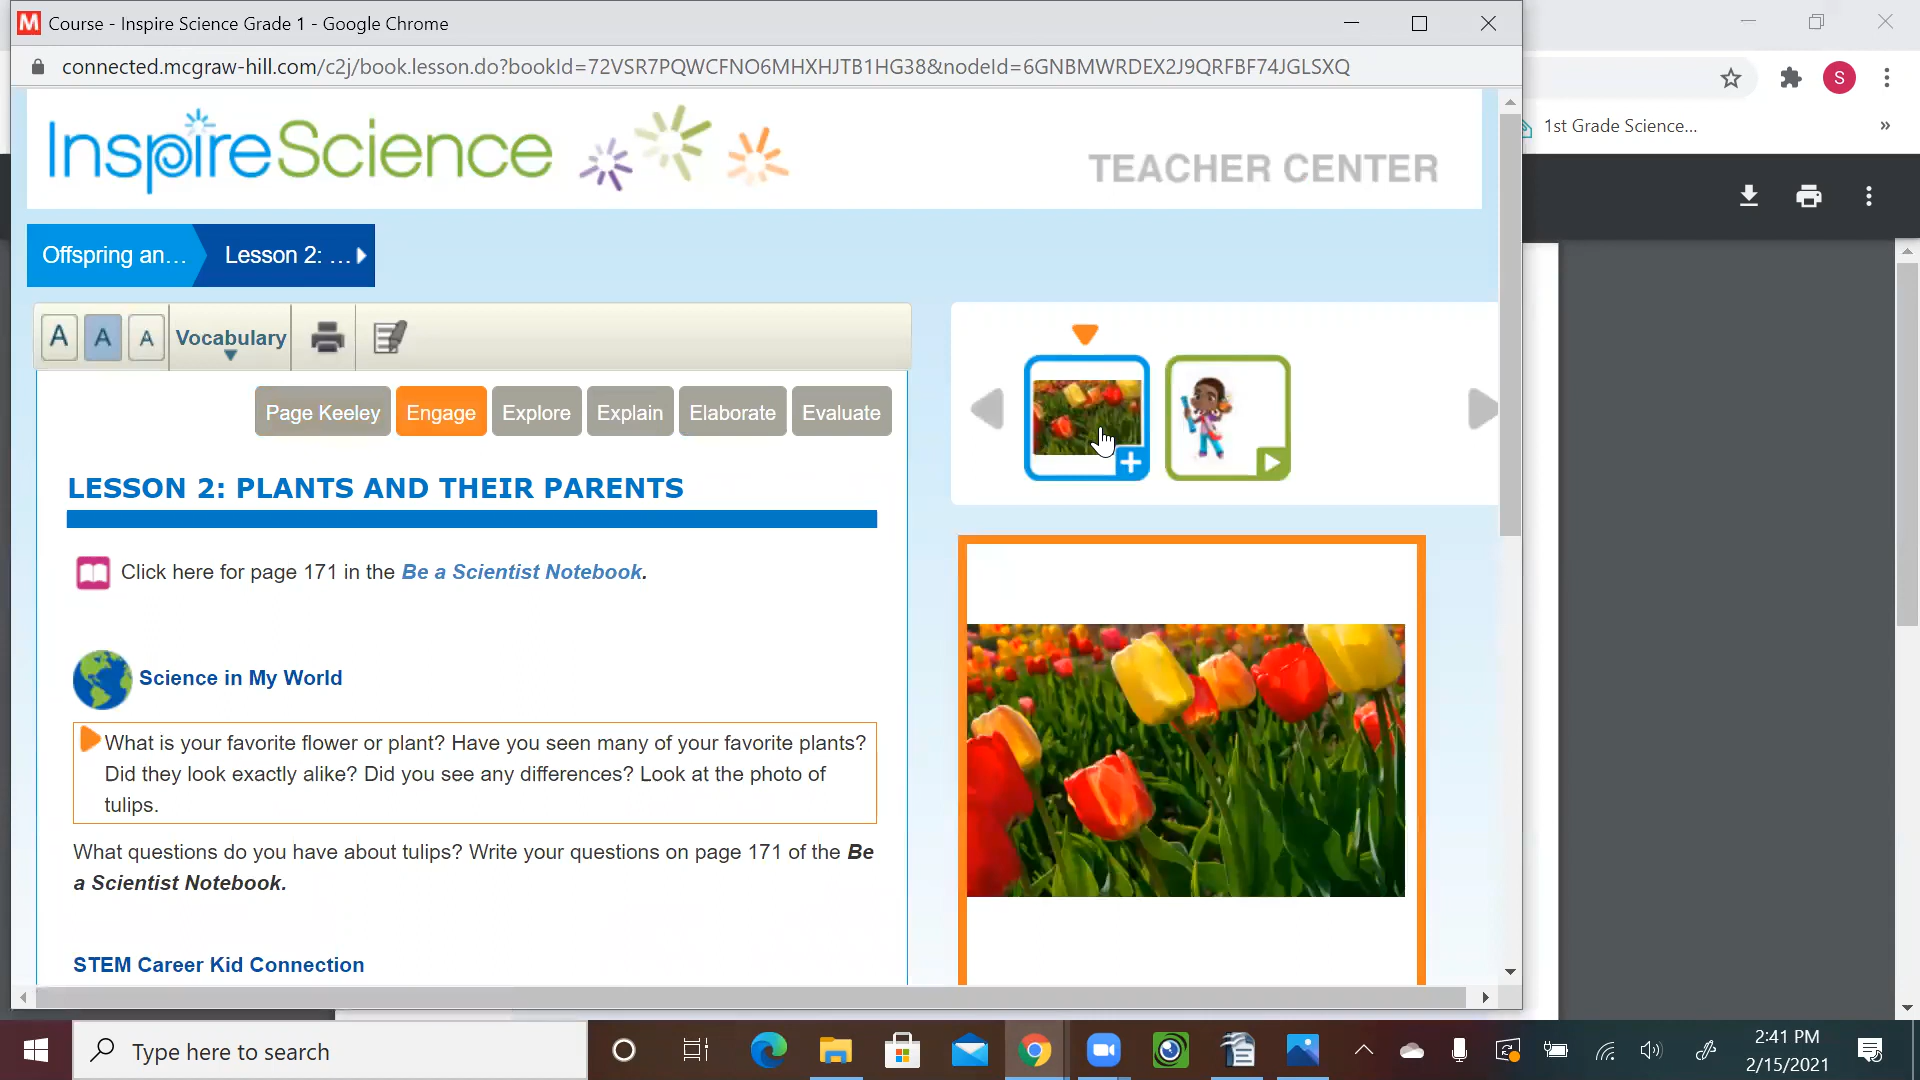 Course - Inspire Science Grade 1 - Google Chrome
connected.mcgraw-hill.com/c2j/book.lesson.do?bookId=72VSR7PQWCFNO6MHXHJTB1HG38&nodeId=6GNBMWRDEX2J9QRFBF74JGLSXQ
S
1st Grade Science...
»
InspireScience
TEACHER CENTER
Offspring an... Lesson 2: ...
A A A Vocabulary
Page Keeley Engage Explore Explain Elaborate Evaluate
LESSON 2: PLANTS AND THEIR PARENTS
Click here for page 171 in the Be a Scientist Notebook.
Science in My World
What is your favorite flower or plant? Have you seen many of your favorite plants?
Did they look exactly alike? Did you see any differences? Look at the photo of
tulips.
What questions do you have about tulips? Write your questions on page 171 of the Be
a Scientist Notebook.
STEM Career Kid Connection
Type here to search
2:41 PM
2/15/2021